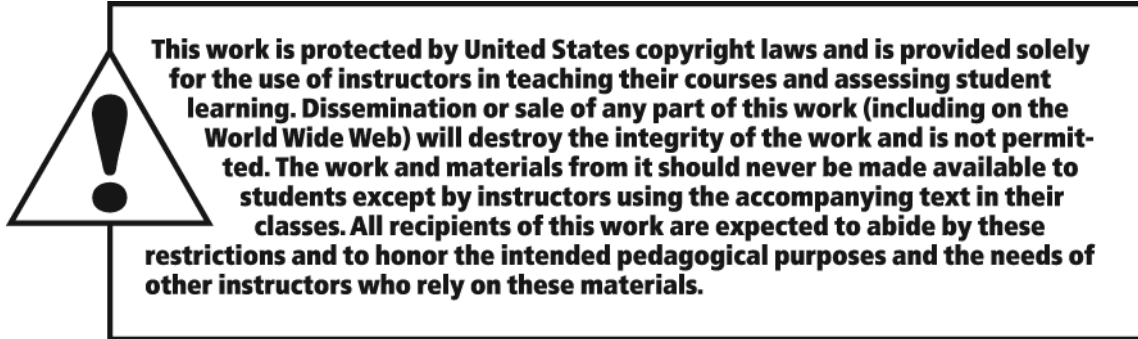 This work is protected by United States copyright laws and is provided solely
for the use of instructors in teaching their courses and assessing student
learning. Dissemination or sale of any part of this work (including on the
World Wide Web) will destroy the integrity of the work and is not permit-
ted. The work and materials from it should never be made available to
students except by instructors using the accompanying text in their
classes. All recipients of this work are expected to abide by these
restrictions and to honor the intended pedagogical purposes and the needs of
other instructors who rely on these materials.